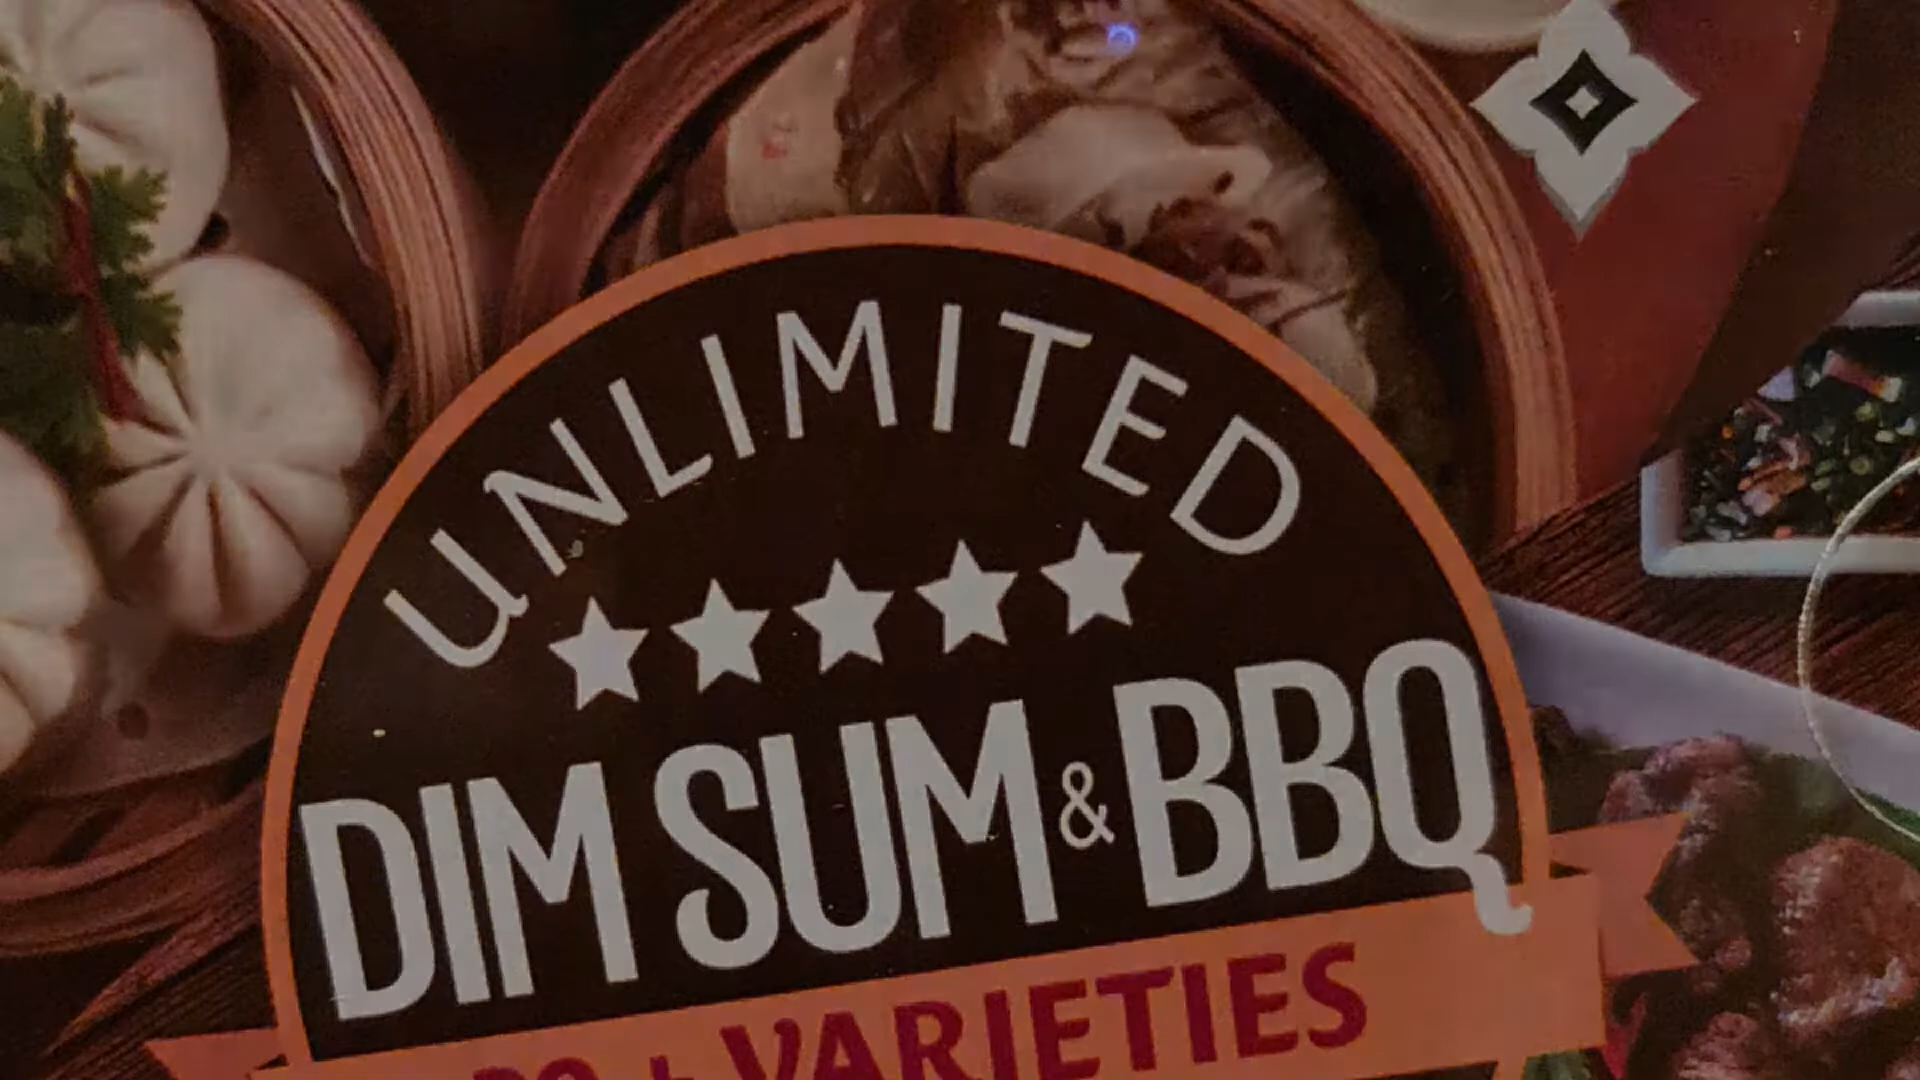 UNLIMITED
DIM SUM & BBQ
+ VARIETIES